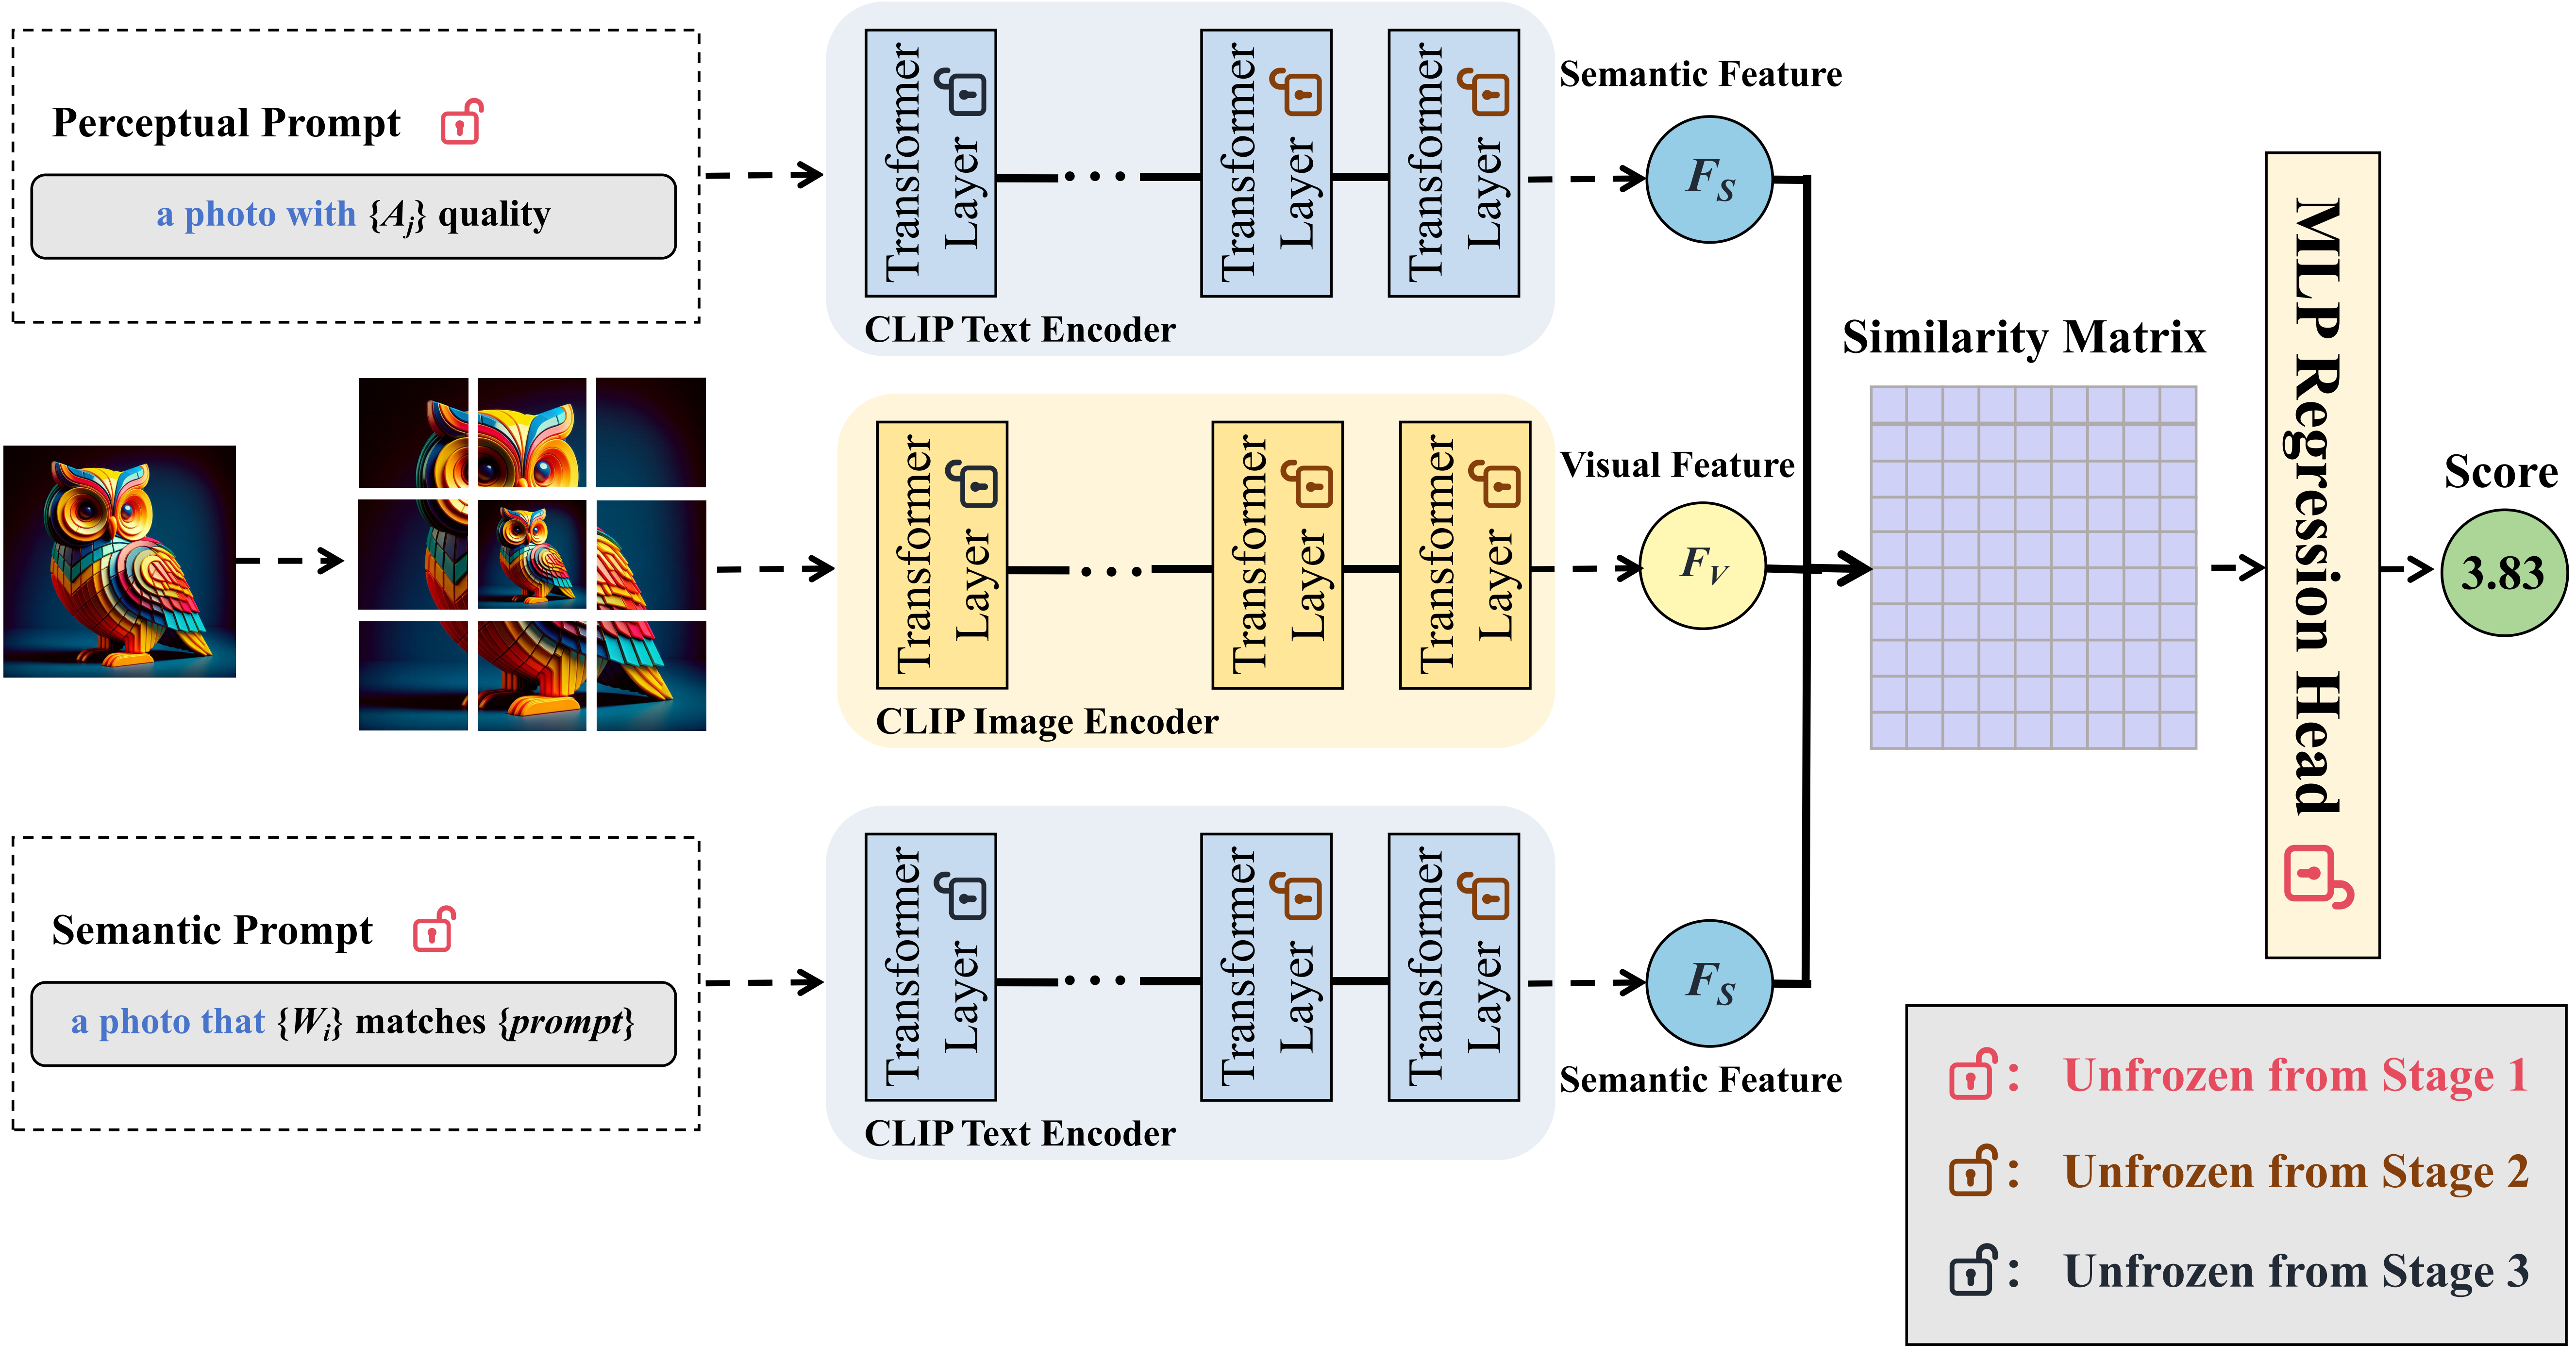 Perceptual Prompt
a photo with {A_j} quality
Transformer
Layer
Transformer
Layer
Transformer
Layer
CLIP Text Encoder
Semantic Feature
F_S
Transformer
Layer
Transformer
Layer
Transformer
Layer
CLIP Image Encoder
Visual Feature
F_V
Semantic Prompt
a photo that {W_i} matches {prompt}
Transformer
Layer
Transformer
Layer
Transformer
Layer
CLIP Text Encoder
F_S
Semantic Feature
Similarity Matrix
MLP Regression Head
Score
3.83
: Unfrozen from Stage 1
: Unfrozen from Stage 2
: Unfrozen from Stage 3